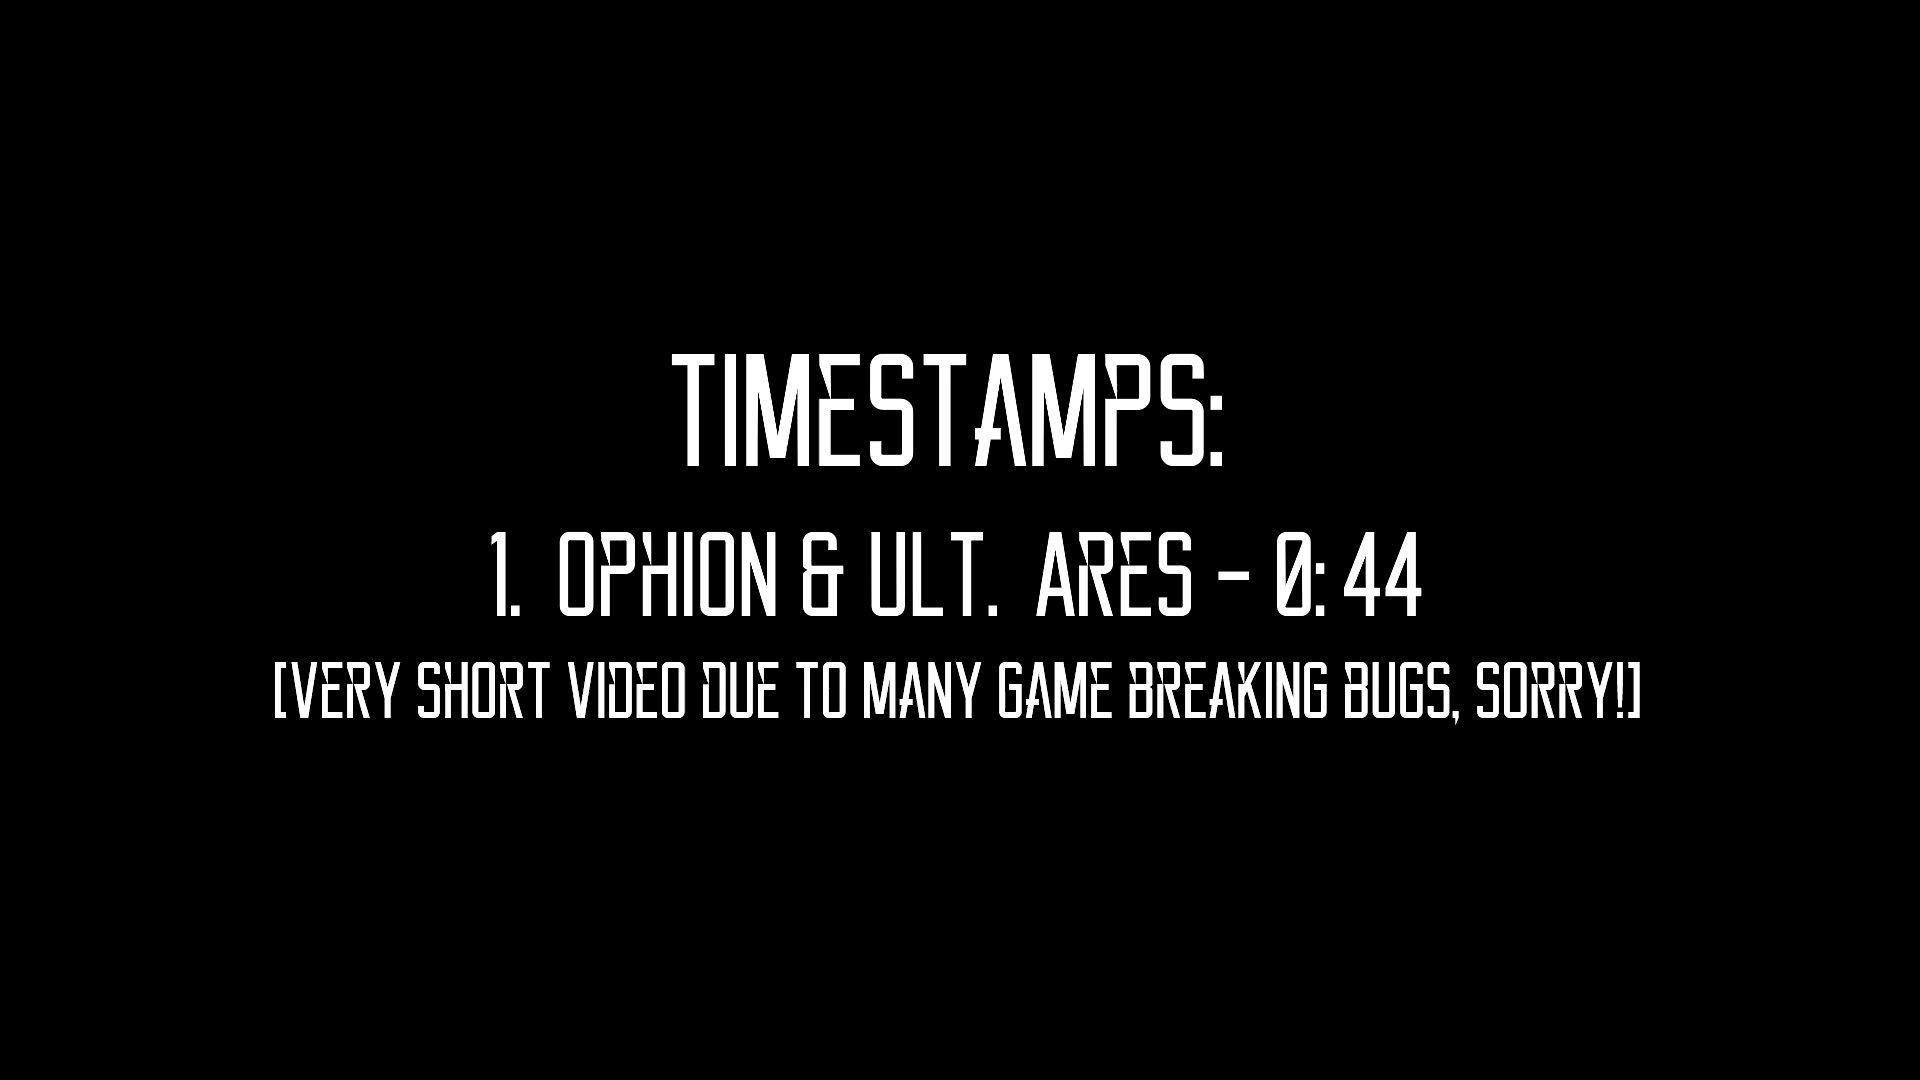 TIMESTAMPS:
1. OPHION & ULT. ARES - 0:44
[VERY SHORT VIDEO DUE TO MANY GAME BREAKING BUGS, SORRY!]